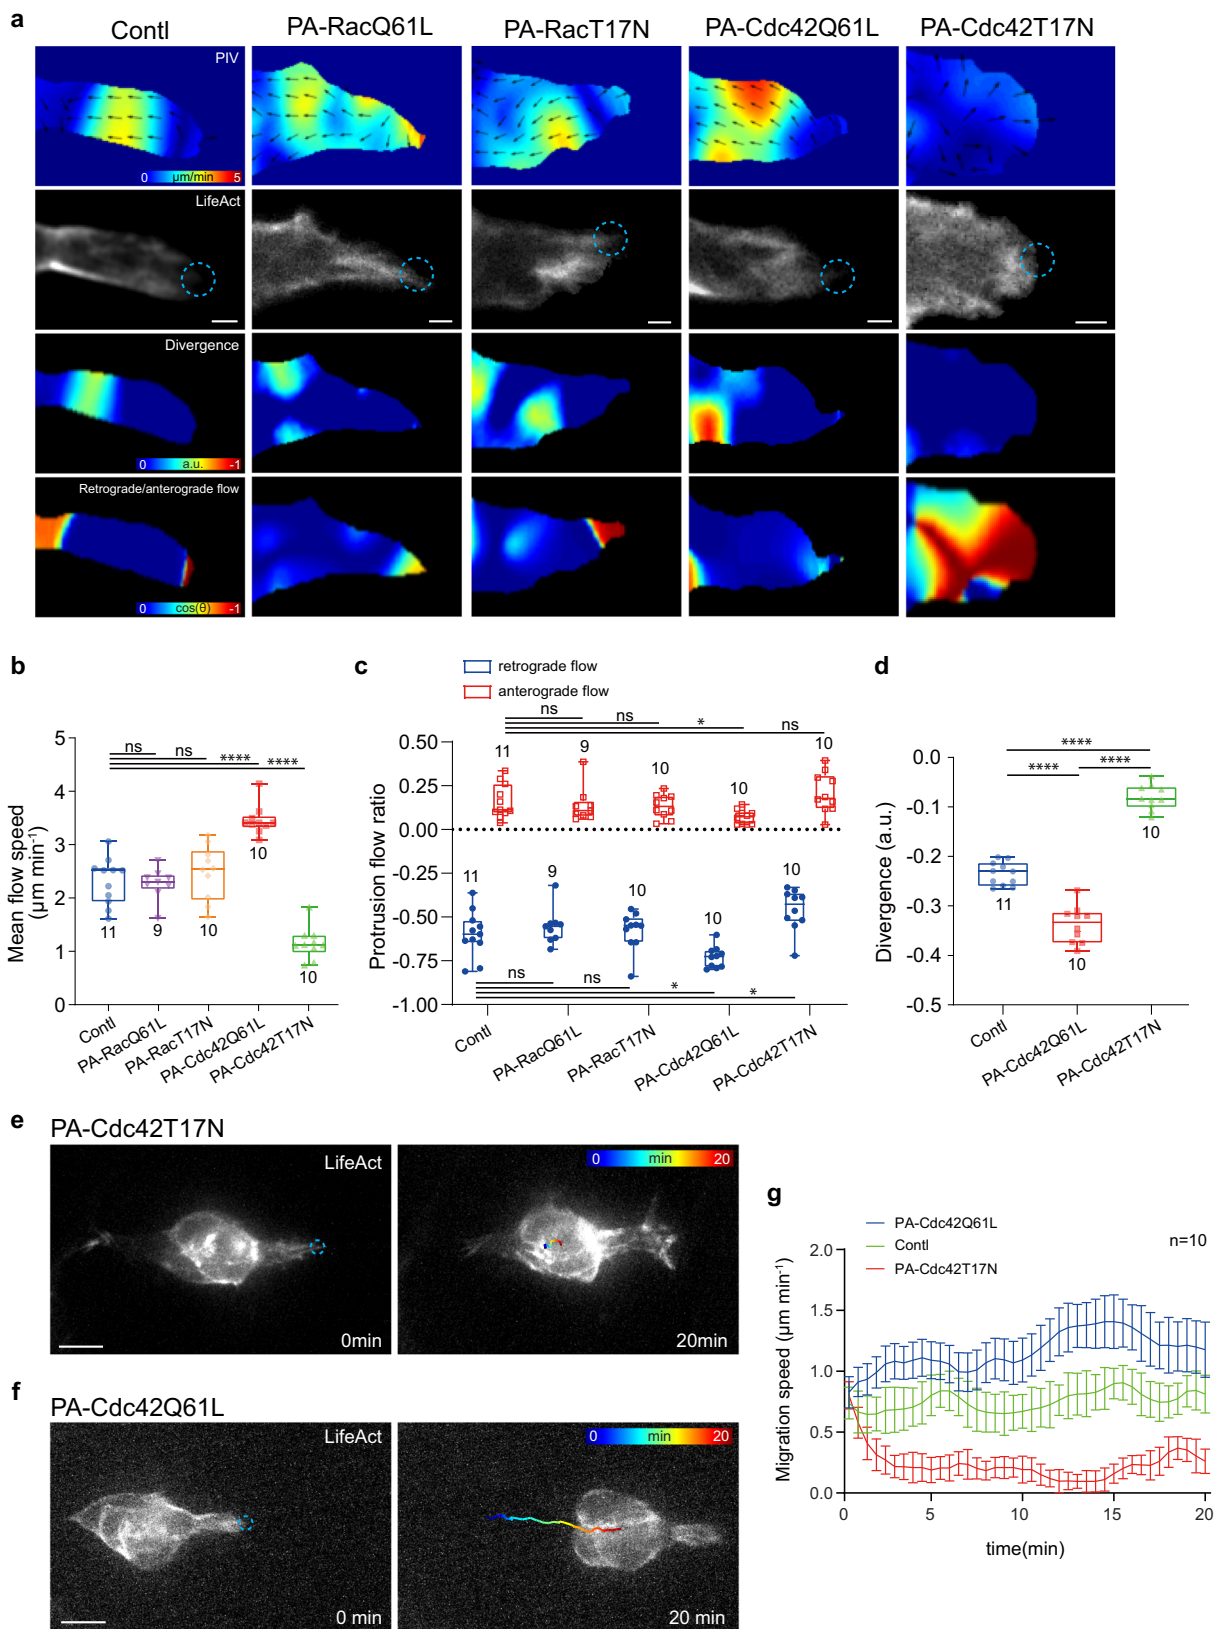 a
Contl PA-RacQ61L PA-RacT17N PA-Cdc42Q61L PA-Cdc42T17N
PIV
0 µm/min 5
LifeAct
Divergence
0 a.u. -1
Retrograde/anterograde flow
0 cos(θ) -1
b
Mean flow speed
(µm min⁻¹)
5
4
3
2
1
0
ns ns **** ****
11 9 10 10 10
Contl PA-RacQ61L PA-RacT17N PA-Cdc42Q61L PA-Cdc42T17N
c
retrograde flow
anterograde flow
Protrusion flow ratio
0.50
0.25
0.00
-0.25
-0.50
-0.75
-1.00
ns ns * ns
11 9 10 10 10
11 9 10 10 10
ns ns * *
Contl PA-RacQ61L PA-RacT17N PA-Cdc42Q61L PA-Cdc42T17N
d
Divergence (a.u.)
0.0
-0.1
-0.2
-0.3
-0.4
-0.5
****
**** ****
11 10 10
Contl PA-Cdc42Q61L PA-Cdc42T17N
e
PA-Cdc42T17N
LifeAct
0min
0 min 20
20min
f
PA-Cdc42Q61L
LifeAct
0 min
0 min 20
20 min
g
PA-Cdc42Q61L
Contl
PA-Cdc42T17N
n=10
Migration speed (µm min⁻¹)
2.0
1.5
1.0
0.5
0.0
0 5 10 15 20
time(min)